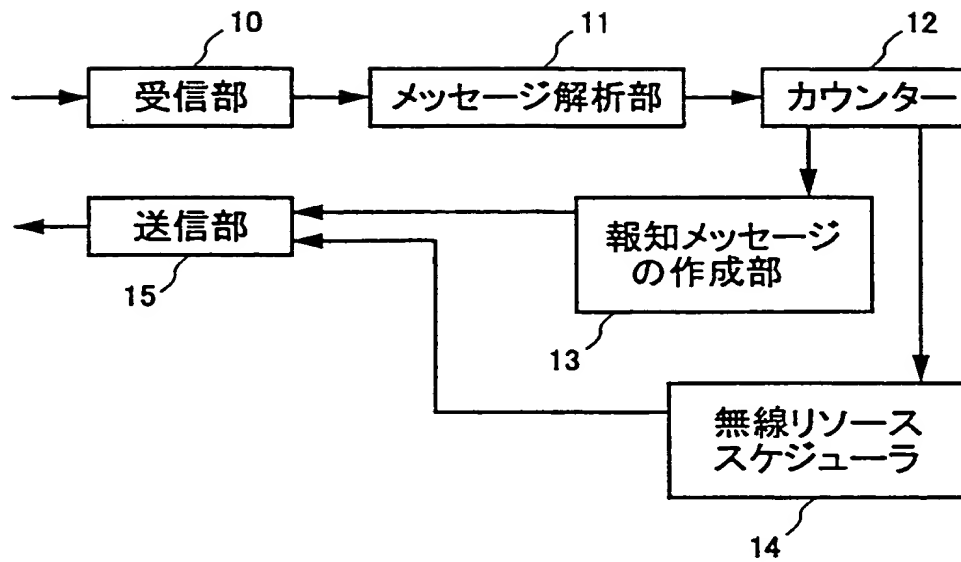 10
11
12
受信部
メッセージ解析部
カウンター
送信部
15
報知メッセージ
の作成部
13
無線リソース
スケジューラ
14